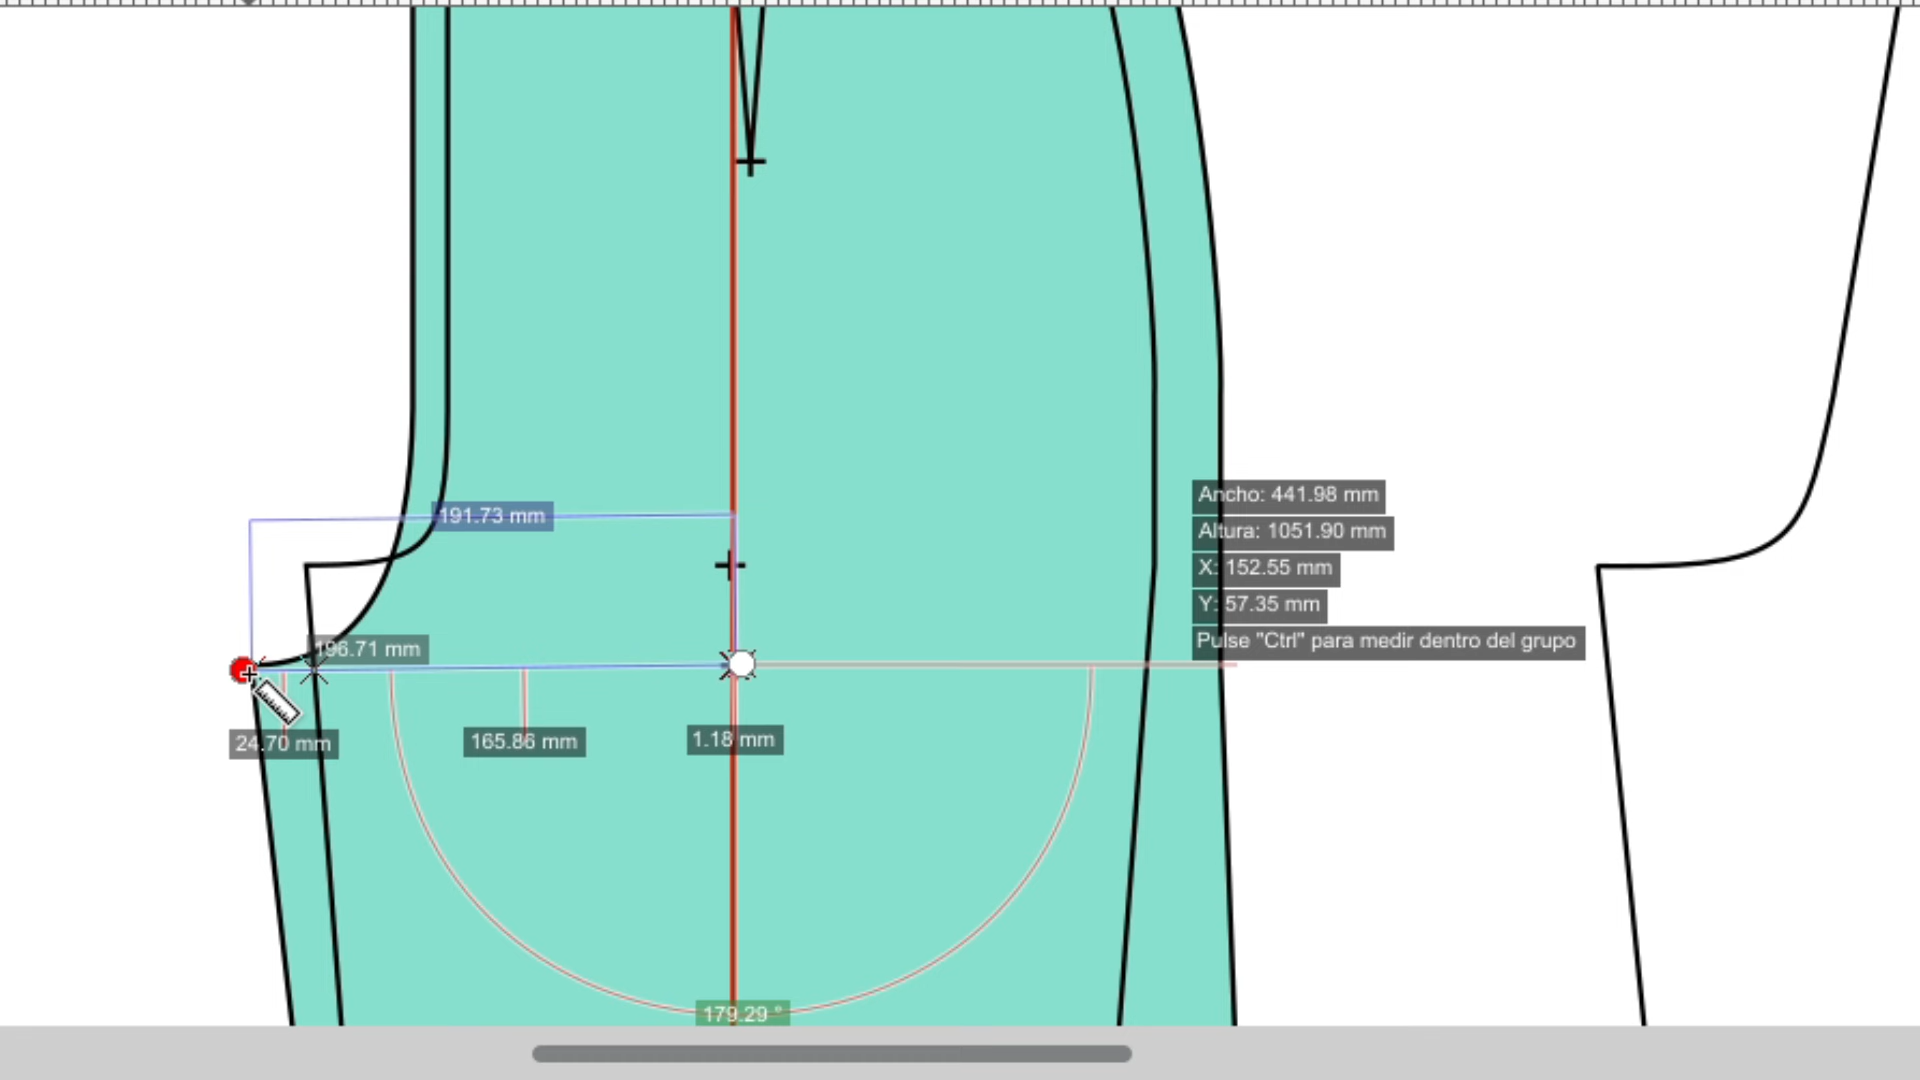 Ancho: 441.98 mm
191.73 mm
Altura: 1051.90 mm
X: 152.55 mm
Y: 57.35 mm
Pulse "Ctrl" para medir dentro del grupo
196.71 mm
24.70 mm
165.86 mm
1.18 mm
179.29 °